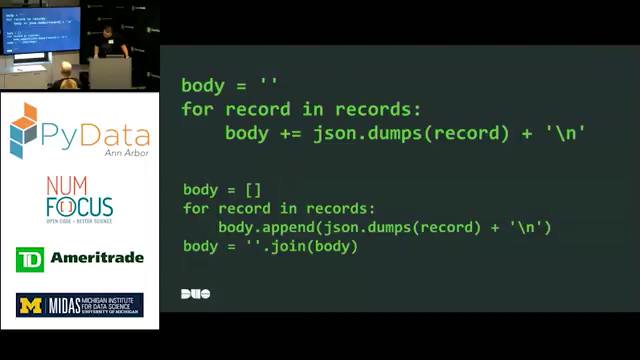 body = ''
for record in records:
body += json.dumps(record) + '\n'
body = []
for record in records:
body.append(json.dumps(record) + '\n')
body = ''.join(body)
DUO
PyData
Ann Arbor
NUM
FOCUS
OPEN CODE = BETTER SCIENCE
TD Ameritrade
M MIDAS
MICHIGAN INSTITUTE
FOR DATA SCIENCE
UNIVERSITY OF MICHIGAN